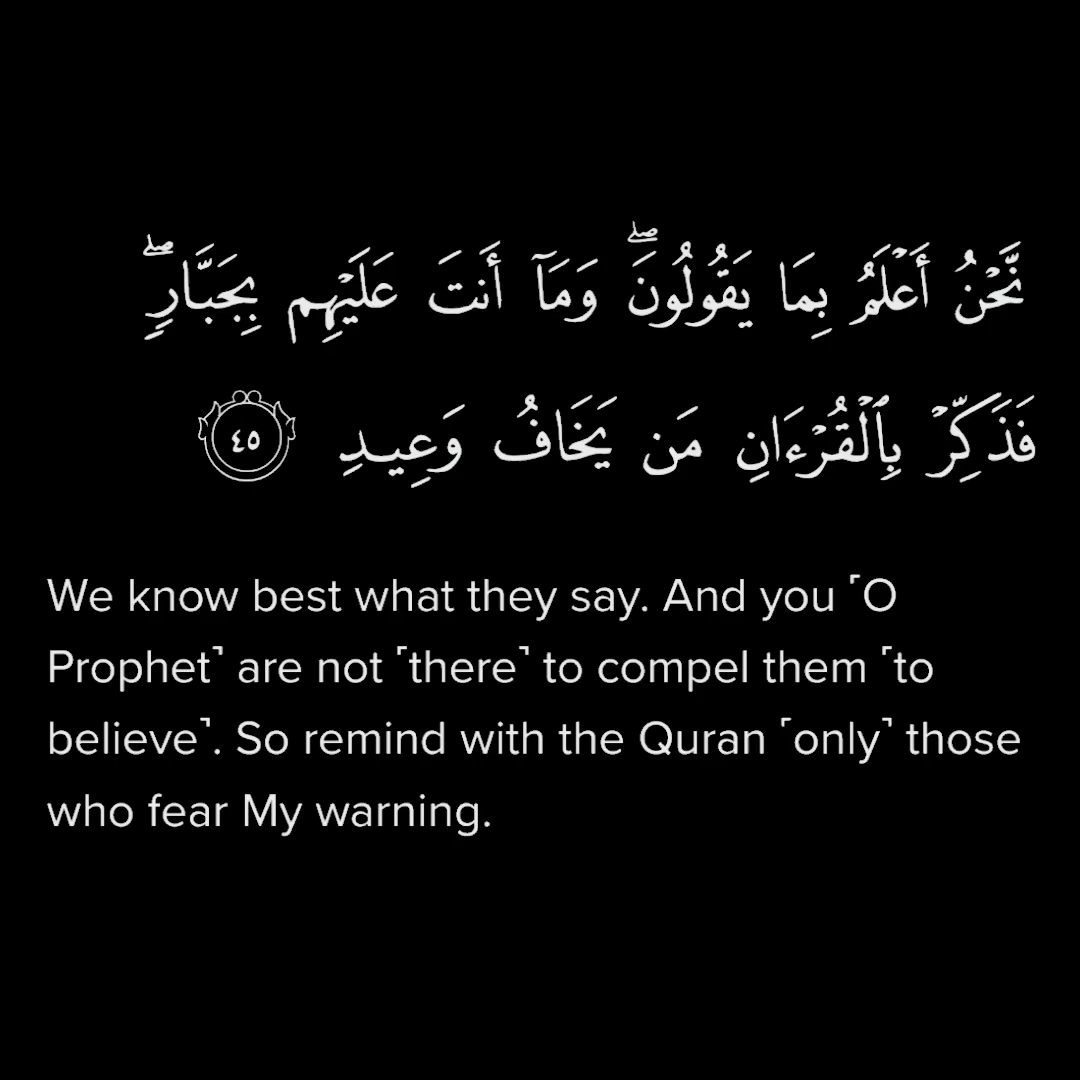 نَّحۡنُ أَعۡلَمُ بِمَا يَقُولُونَۖ وَمَآ أَنتَ عَلَيۡهِم بِجَبَّارٖۖ
فَذَكِّرۡ بِٱلۡقُرۡءَانِ مَن يَخَافُ وَعِيدِ ٤٥
We know best what they say. And you ˹O
Prophet˺ are not ˹there˺ to compel them ˹to
believe˺. So remind with the Quran ˹only˺ those
who fear My warning.